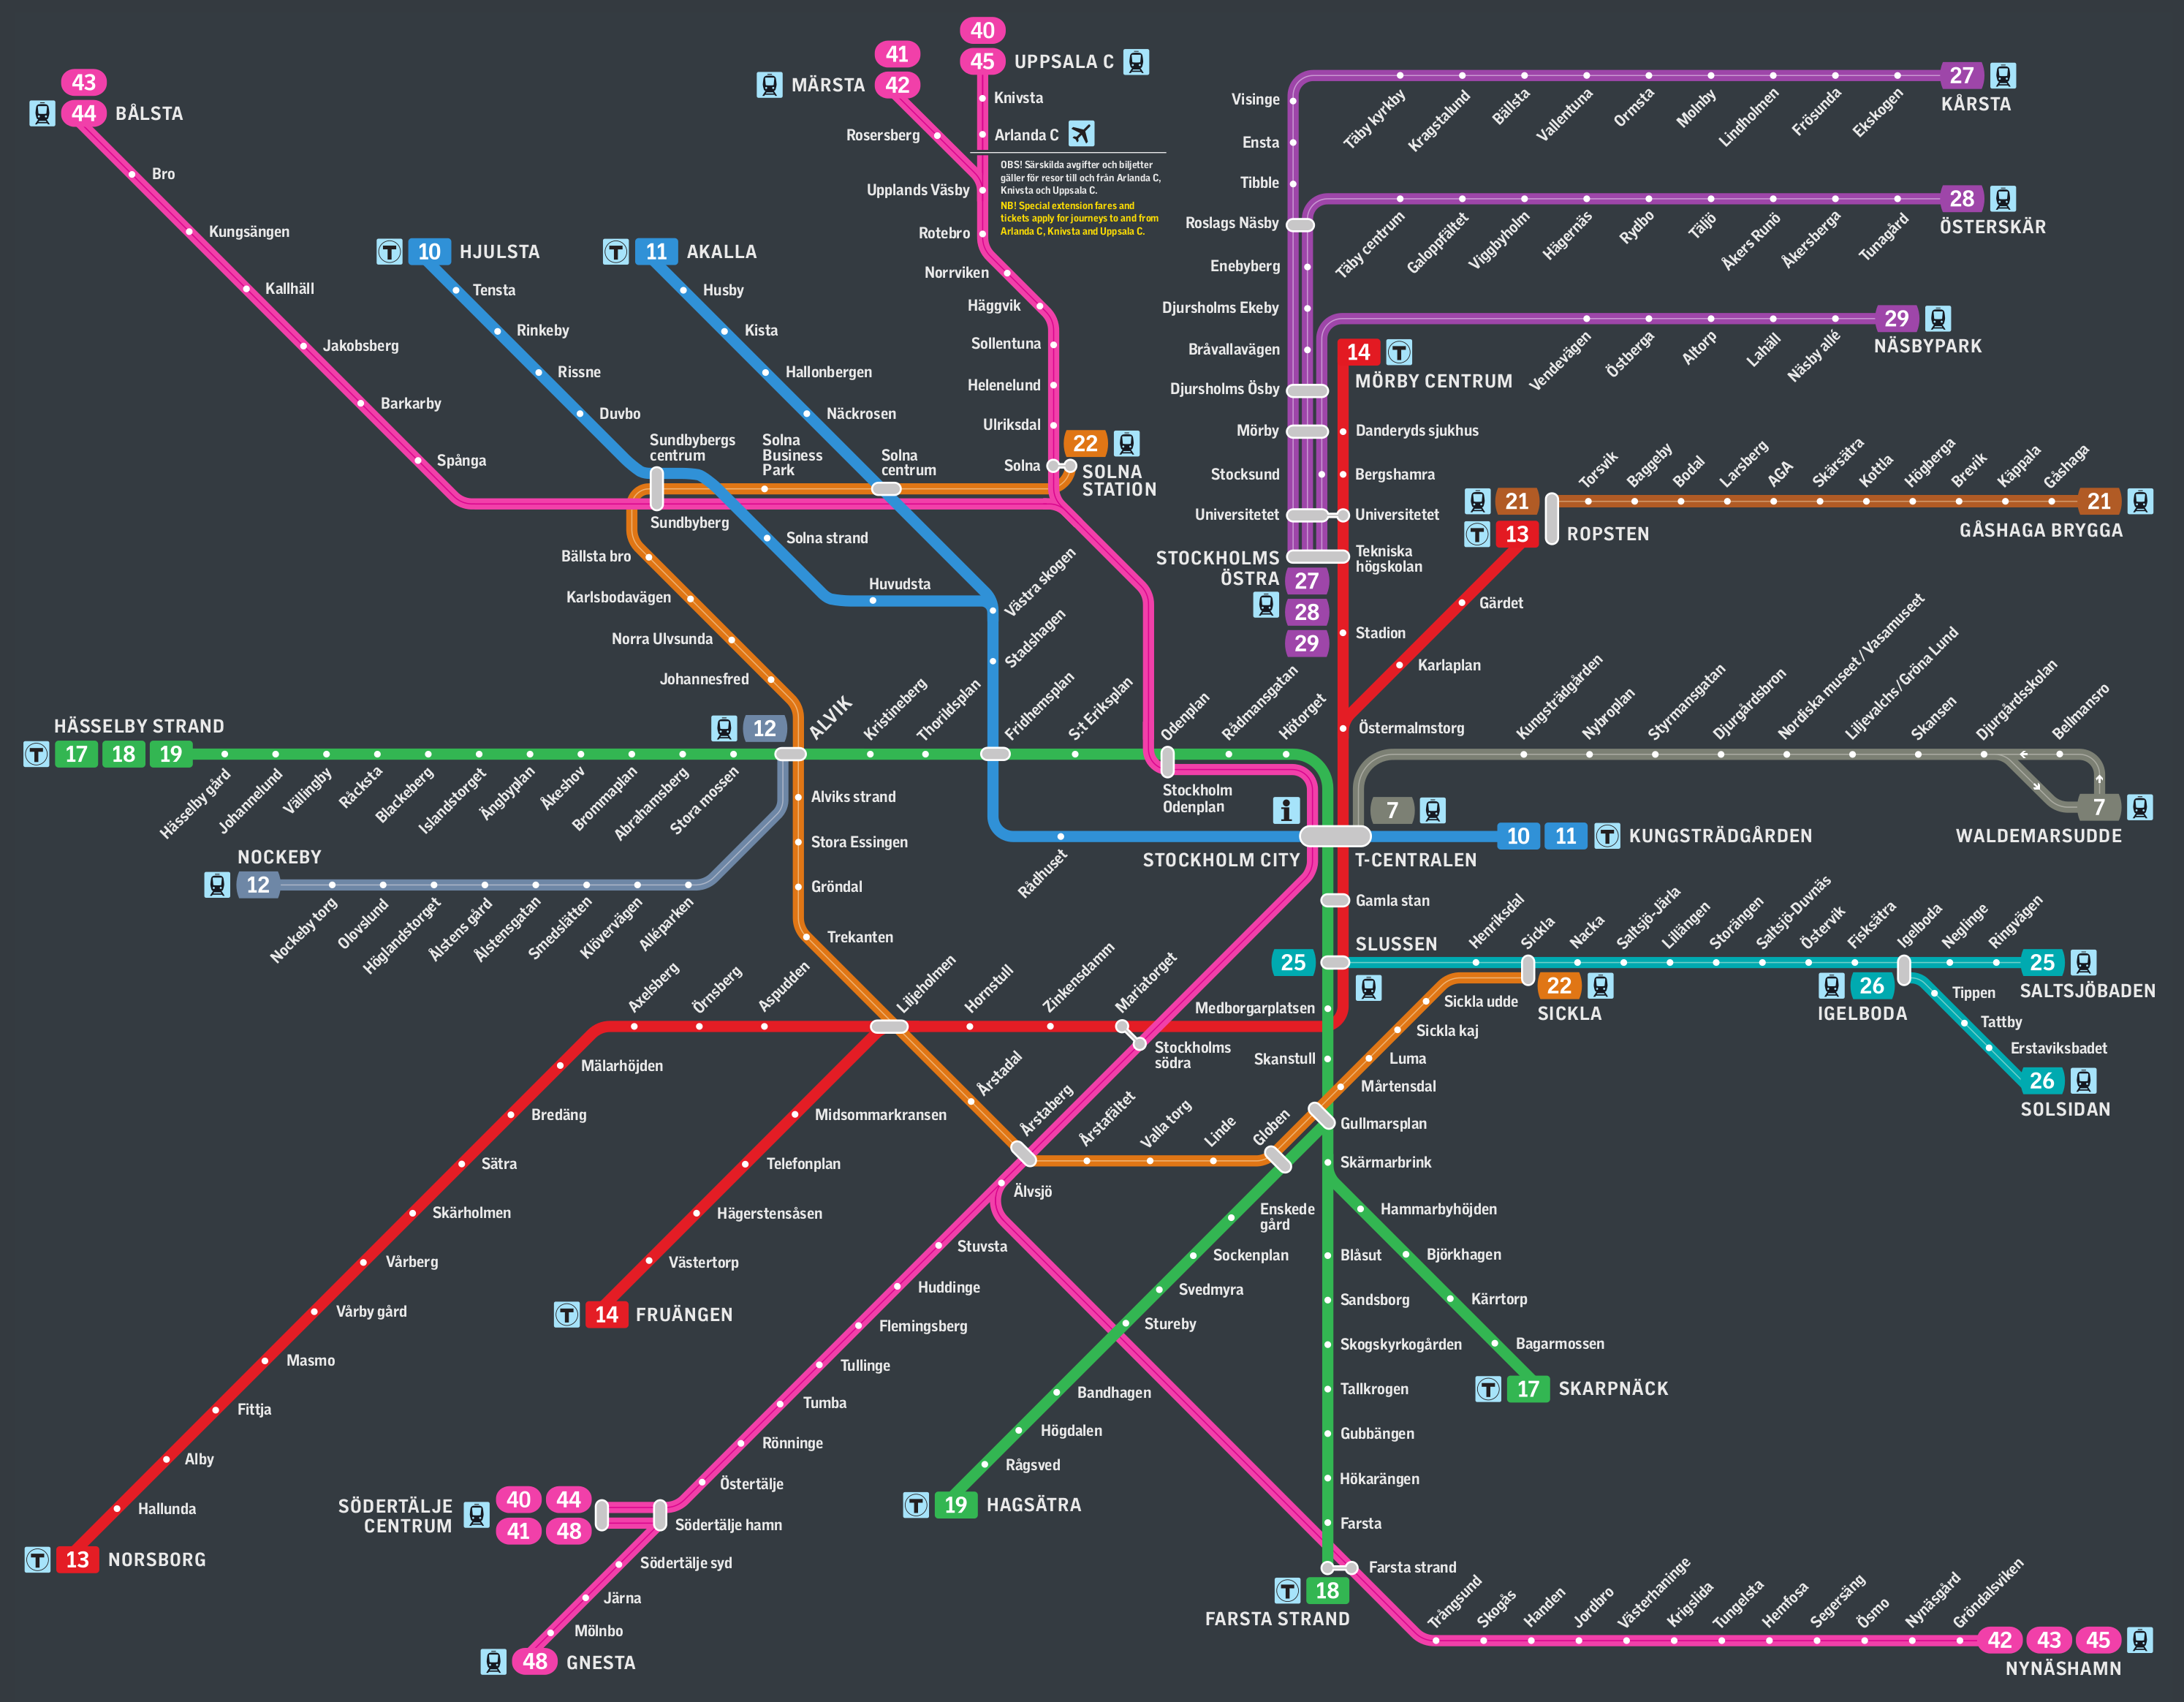 40
45
UPPSALA C
41
42
MÄRSTA
43
44
BÅLSTA
Bro
Kungsängen
Kallhäll
Jakobsberg
Barkarby
Spånga
Knivsta
Arlanda C
OBS! Särskilda avgifter och biljetter
gäller för resor till och från Arlanda C,
Knivsta och Uppsala C.
NB! Special extension fares and
tickets apply for journeys to and from
Arlanda C, Knivsta and Uppsala C.
Rosersberg
Upplands Väsby
Rotebro
Norrviken
Häggvik
Sollentuna
Helenelund
Ulriksdal
Solna
22
SOLNA
STATION
T
10
HJULSTA
Tensta
Rinkeby
Rissne
Duvbo
Sundbybergs
centrum
Sundbyberg
Solna
Business
Park
T
11
AKALLA
Husby
Kista
Hallonbergen
Näckrosen
Solna
centrum
Solna strand
Huvudsta
Västra skogen
Stadshagen
Bällsta bro
Karlsbodavägen
Norra Ulvsunda
Johannesfred
27
KÅRSTA
Visinge
Ensta
Tibble
Roslags Näsby
Enebyberg
Djursholms Ekeby
Bråvallavägen
Djursholms Ösby
Mörby
Stocksund
Universitetet
STOCKHOLMS
ÖSTRA
27
28
29
Täby kyrkby
Kragstalund
Bällsta
Vallentuna
Ormsta
Molnby
Lindholmen
Frösunda
Ekskogen
28
ÖSTERSKÄR
Täby centrum
Galoppfältet
Viggbyholm
Hägernäs
Rydbo
Täljö
Åkers Runö
Åkersberga
Tunagård
29
NÄSBYPARK
Vendevägen
Östberga
Altorp
Lahäll
Näsby allé
14
T
MÖRBY CENTRUM
Danderyds sjukhus
Bergshamra
Universitetet
Tekniska
högskolan
Stadion
Östermalmstorg
21
T
13
ROPSTEN
Torsvik
Baggeby
Bodal
Larsberg
AGA
Skärsätra
Kottla
Högberga
Brevik
Käppala
Gåshaga
21
GÅSHAGA BRYGGA
Gärdet
Karlaplan
HÄSSELBY STRAND
T
17
18
19
Hässelby gård
Johannelund
Vällingby
Råcksta
Blackeberg
Islandstorget
Ängbyplan
Åkeshov
Brommaplan
Abrahamsberg
Stora mossen
12
ALVIK
Kristineberg
Thorildsplan
Fridhemsplan
S:t Eriksplan
Odenplan
Stockholm
Odenplan
Rådmansgatan
Hötorget
Kungsträdgården
Nybroplan
Styrmansgatan
Djurgårdsbron
Nordiska museet / Vasamuseet
Liljevalchs / Gröna Lund
Skansen
Djurgårdsskolan
Bellmansro
7
WALDEMARSUDDE
i
7
STOCKHOLM CITY
T-CENTRALEN
10
11
T
KUNGSTRÄDGÅRDEN
Rådhuset
NOCKEBY
12
Nockeby torg
Olovslund
Höglandstorget
Ålstens gård
Ålstensgatan
Smedslätten
Klövervägen
Alléparken
Alviks strand
Stora Essingen
Gröndal
Trekanten
Gamla stan
SLUSSEN
25
Henriksdal
Sickla
Nacka
Saltsjö-Järla
Lillängen
Storängen
Saltsjö-Duvnäs
Östervik
Fisksätra
Igelboda
Neglinge
Ringvägen
25
SALTSJÖBADEN
26
IGELBODA
Tippen
Tattby
Erstaviksbadet
26
SOLSIDAN
22
SICKLA
Sickla udde
Sickla kaj
Luma
Mårtensdal
Medborgarplatsen
Skanstull
Gullmarsplan
Skärmarbrink
Axelsberg
Örnsberg
Aspudden
Liljeholmen
Hornstull
Zinkensdamm
Mariatorget
Stockholms
södra
Årstadal
Årstaberg
Årstafältet
Valla torg
Linde
Globen
Mälarhöjden
Bredäng
Sätra
Skärholmen
Vårberg
Vårby gård
Masmo
Fittja
Alby
Hallunda
T
13
NORSBORG
Midsommarkransen
Telefonplan
Hägerstensåsen
Västertorp
T
14
FRUÄNGEN
Älvsjö
Stuvsta
Huddinge
Flemingsberg
Tullinge
Tumba
Rönninge
Östertälje
Södertälje hamn
SÖDERTÄLJE
CENTRUM
40
44
41
48
Södertälje syd
Järna
Mölnbo
48
GNESTA
Enskede
gård
Sockenplan
Svedmyra
Stureby
Bandhagen
Högdalen
Rågsved
T
19
HAGSÄTRA
Hammarbyhöjden
Björkhagen
Kärrtorp
Bagarmossen
T
17
SKARPNÄCK
Blåsut
Sandsborg
Skogskyrkogården
Tallkrogen
Gubbängen
Hökarängen
Farsta
Farsta strand
T
18
FARSTA STRAND
Trångsund
Skogås
Handen
Jordbro
Västerhaninge
Krigslida
Tungelsta
Hemfosa
Segersäng
Ösmo
Nynäsgård
Gröndalsviken
42
43
45
NYNÄSHAMN